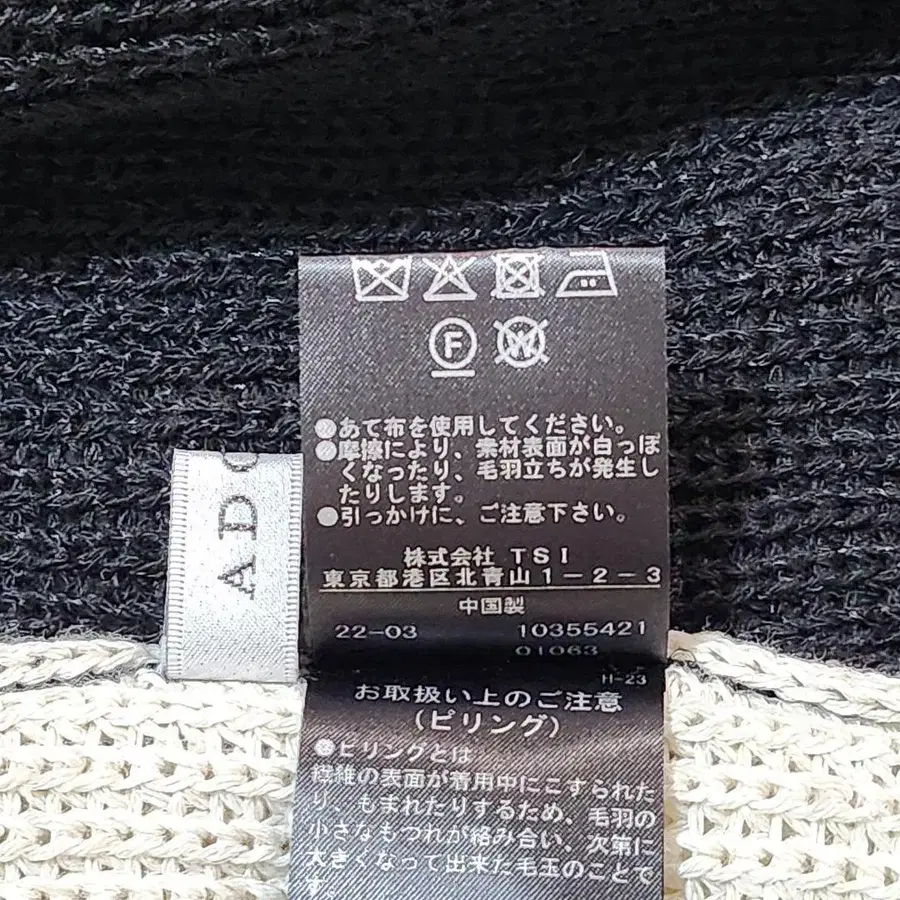 F
W
●あて布を使用してください。
●摩擦により、素材表面が白っぽ
くなったり、毛羽立ちが発生し
たりします。
●引っかけに、ご注意下さい。
株式会社 TSI
東京都港区北青山1-2-3
中国製
22-03 10355421
01063
H-23
お取扱い上のご注意
(ピリング)
●ピリングとは
繊維の表面が着用中にこすられた
り、もまれたりするため、毛羽の
小さなもつれが絡み合い、次第に
大きくなって出来た毛玉のことで
す。
AD